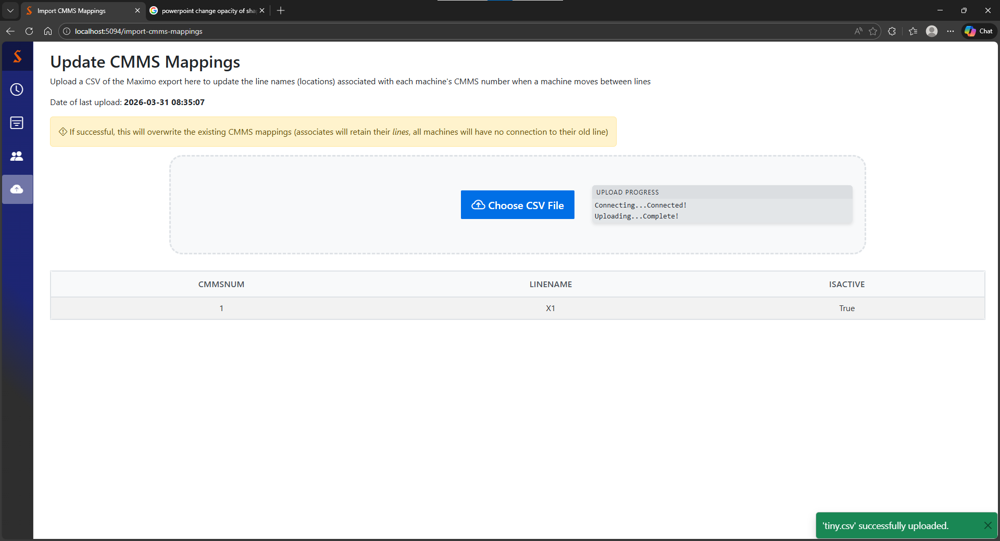 Import CMMS Mappings
powerpoint change opacity of sha
localhost:5094/import-cmms-mappings
Chat
Update CMMS Mappings
Upload a CSV of the Maximo export here to update the line names (locations) associated with each machine's CMMS number when a machine moves between lines
Date of last upload: 2026-03-31 08:35:07
If successful, this will overwrite the existing CMMS mappings (associates will retain their lines, all machines will have no connection to their old line)
Choose CSV File
UPLOAD PROGRESS
Connecting...Connected!
Uploading...Complete!
CMMSNUM LINENAME ISACTIVE
1 X1 True
'tiny.csv' successfully uploaded.